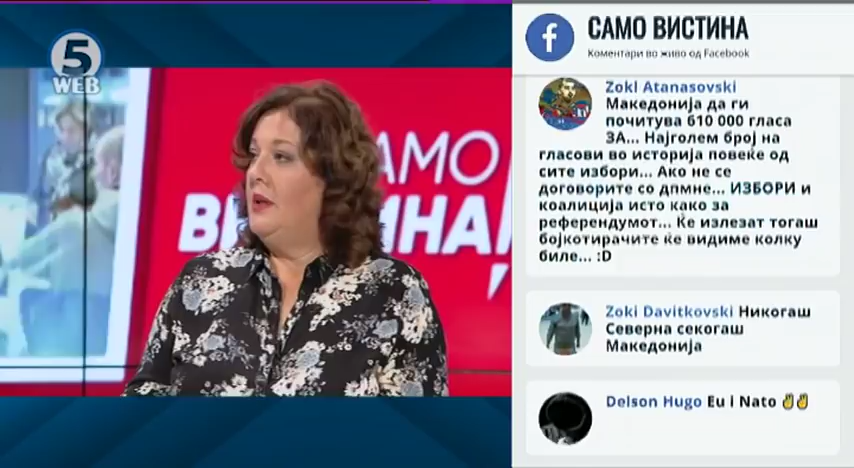 5
WEB
АМО
ВИСТИНА
f
САМО ВИСТИНА
Коментари во живо од Facebook
Zokl Atanasovski
Македонија да ги
почитува 610 000 гласа
ЗА... Најголем број на
гласови во историја повеќе од
сите избори... Ако не се
договорите со дпмне... ИЗБОРИ и
коалиција исто како за
референдумот... Ќе излезат тогаш
бојкотирачите ќе видиме колку
биле... :D
Zoki Davitkovski Никогаш
Северна секогаш
Македонија
Delson Hugo Eu i Nato ✌✌